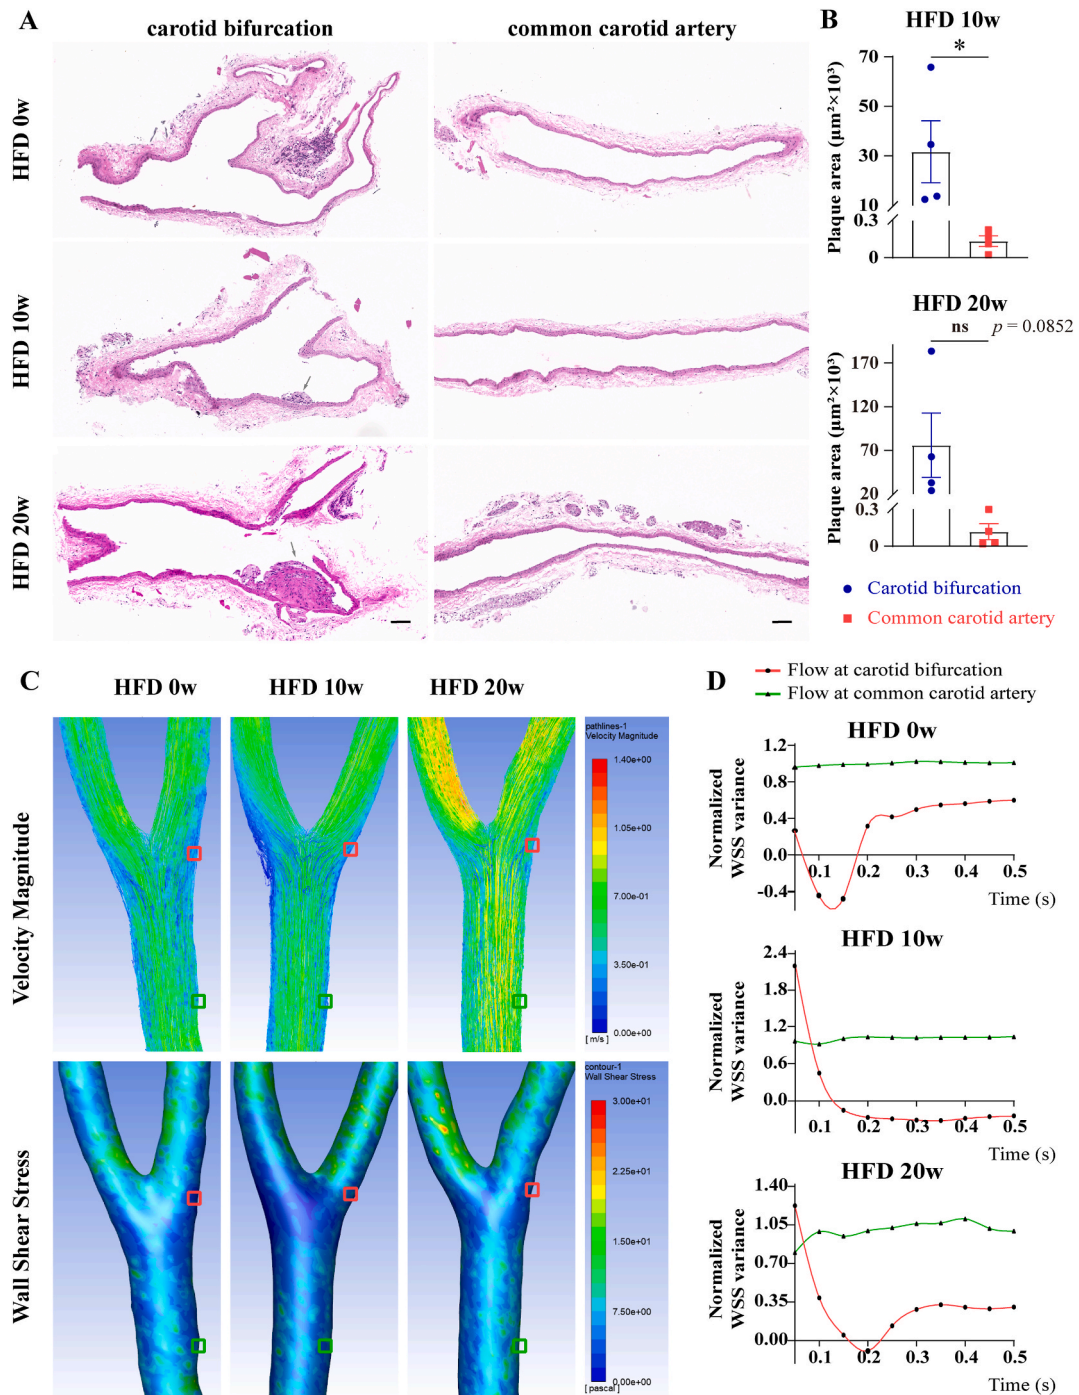 A
carotid bifurcation
common carotid artery
HFD 0w
HFD 10w
HFD 20w
B
HFD 10w
Plaque area (μm²×10³)
*
70
50
30
10
0.3
0
HFD 20w
ns p = 0.0852
Plaque area (μm²×10³)
170
120
70
20
0.3
0
Carotid bifurcation
Common carotid artery
C
HFD 0w
HFD 10w
HFD 20w
Velocity Magnitude
pathlines-1
Velocity Magnitude
1.40e+00
1.05e+00
7.00e-01
3.50e-01
0.00e+00
[ m/s ]
Wall Shear Stress
contour-1
Wall Shear Stress
3.00e+01
2.25e+01
1.50e+01
7.50e+00
0.00e+00
[ pascal ]
D
Flow at carotid bifurcation
Flow at common carotid artery
HFD 0w
Normalized
WSS variance
1.2
0.8
0.4
0.0
-0.4
0.1 0.2 0.3 0.4 0.5
Time (s)
HFD 10w
Normalized
WSS variance
2.4
1.8
1.2
0.6
0.0
0.1 0.2 0.3 0.4 0.5
Time (s)
HFD 20w
Normalized
WSS variance
1.40
1.05
0.70
0.35
0.00
0.1 0.2 0.3 0.4 0.5
Time (s)